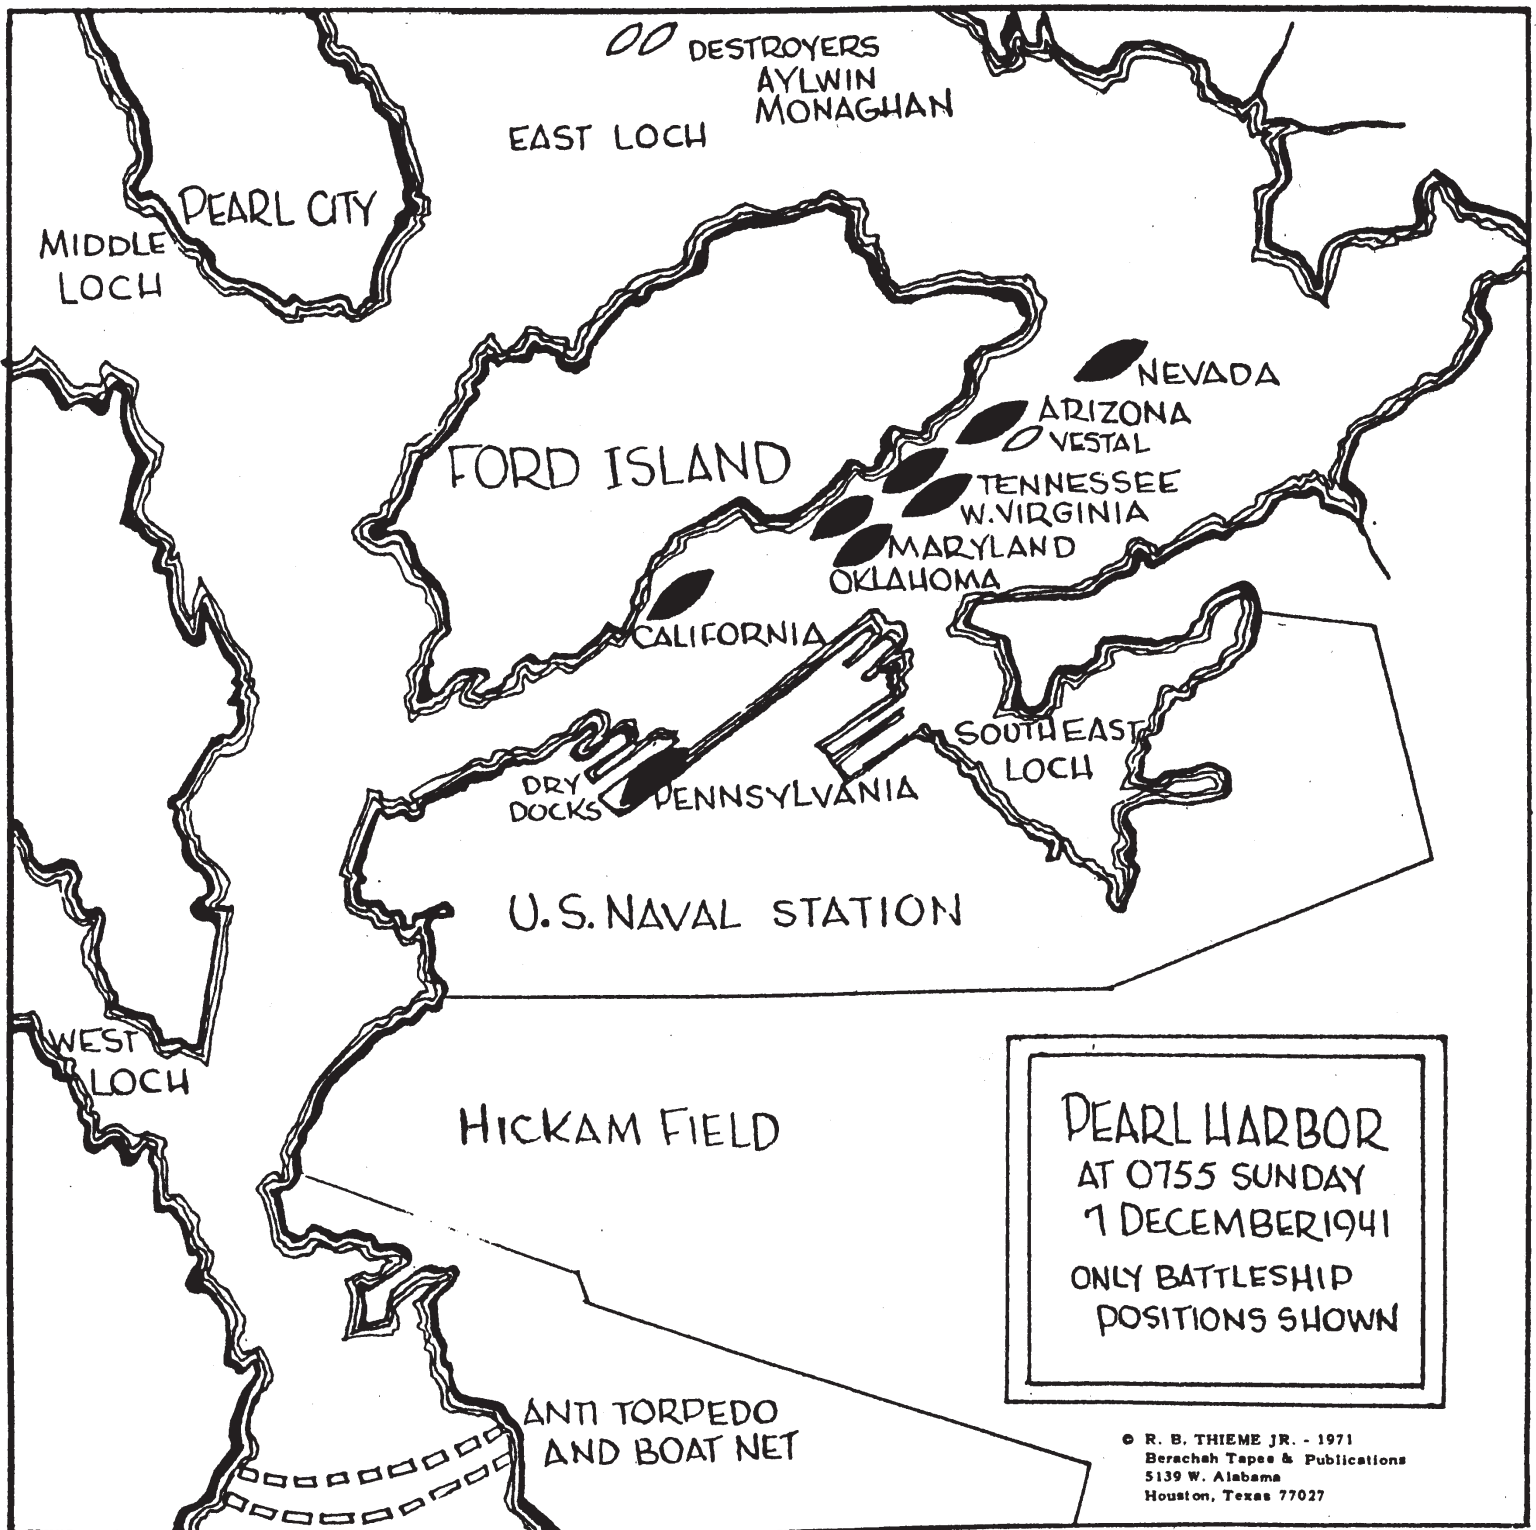 DESTROYERS
AYLWIN
MONAGHAN
EAST LOCH
PEARL CITY
MIDDLE
LOCH
NEVADA
ARIZONA
VESTAL
FORD ISLAND
TENNESSEE
W. VIRGINIA
MARYLAND
OKLAHOMA
CALIFORNIA
SOUTHEAST
LOCH
DRY
DOCKS
PENNSYLVANIA
U.S. NAVAL STATION
WEST
LOCH
HICKAM FIELD
PEARL HARBOR
AT 0755 SUNDAY
7 DECEMBER 1941
ONLY BATTLESHIP
POSITIONS SHOWN
ANTI TORPEDO
AND BOAT NET
© R. B. THIEME JR. - 1971
Berachah Tapes & Publications
5139 W. Alabama
Houston, Texas 77027